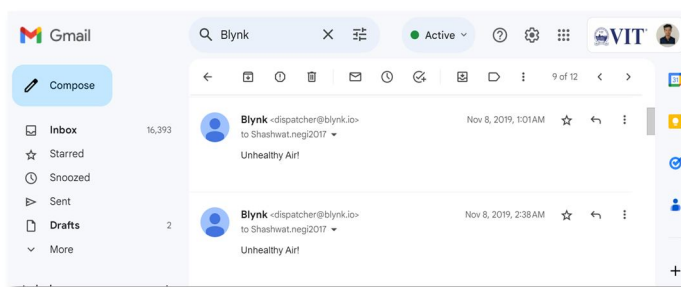 Gmail
Blynk
Active
VIT
Compose
9 of 12
31
Inbox 16,393
Starred
Snoozed
Sent
Drafts 2
More
Blynk <dispatcher@blynk.io> Nov 8, 2019, 1:01 AM
to Shashwat.negi2017
Unhealthy Air!
Blynk <dispatcher@blynk.io> Nov 8, 2019, 2:38 AM
to Shashwat.negi2017
Unhealthy Air!